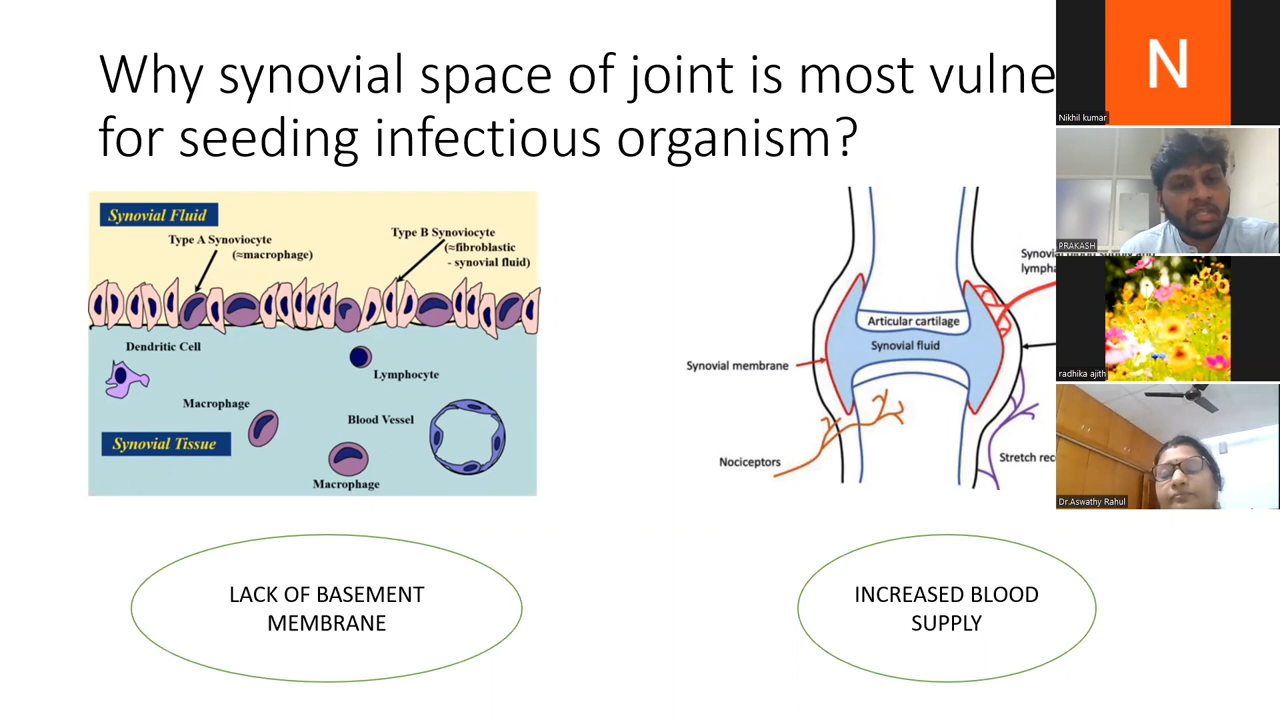 Why synovial space of joint is most vulne
for seeding infectious organism?
Synovial Fluid
Type A Synoviocyte
(≈macrophage)
Type B Synoviocyte
(≈fibroblastic
- synovial fluid)
Dendritic Cell
Lymphocyte
Macrophage
Blood Vessel
Synovial Tissue
Macrophage
Articular cartilage
Synovial fluid
Synovial membrane
Nociceptors
Stretch rec
LACK OF BASEMENT
MEMBRANE
INCREASED BLOOD
SUPPLY
N
Nikhil kumar
PRAKASH
radhika ajith
Dr.Aswathy Rahul